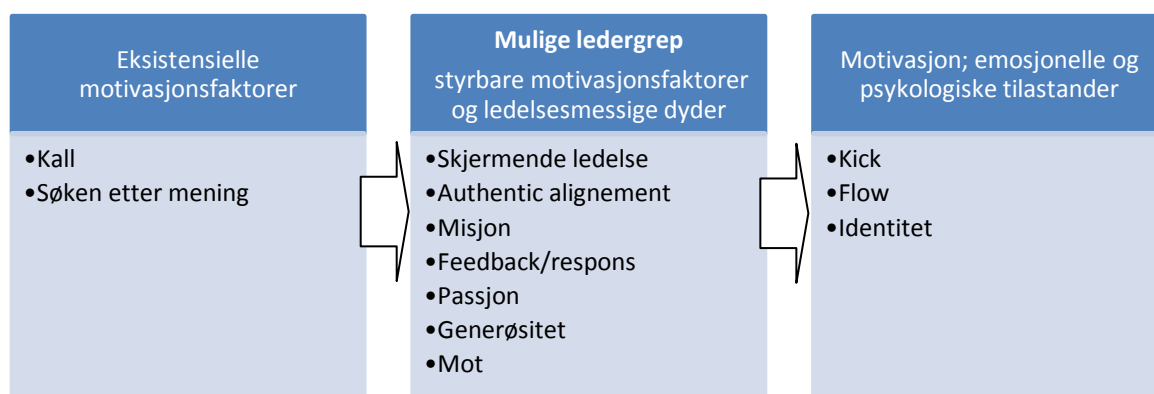 Eksistensielle
motivasjonsfaktorer
•Kall
•Søken etter mening
Mulige ledergrep
styrbare motivasjonsfaktorer
og ledelsesmessige dyder
•Skjermende ledelse
•Authentic alignement
•Misjon
•Feedback/respons
•Passjon
•Generøsitet
•Mot
Motivasjon; emosjonelle og
psykologiske tilastander
•Kick
•Flow
•Identitet